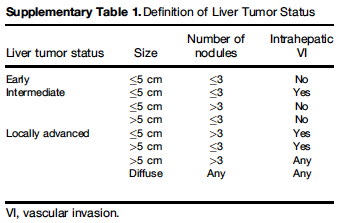 Supplementary Table 1. Definition of Liver Tumor Status
Liver tumor status Size Number of nodules Intrahepatic VI
Early ≤5 cm ≤3 No
Intermediate ≤5 cm ≤3 Yes
≤5 cm >3 No
>5 cm ≤3 No
Locally advanced ≤5 cm >3 Yes
>5 cm ≤3 Yes
>5 cm >3 Any
Diffuse Any Any
VI, vascular invasion.